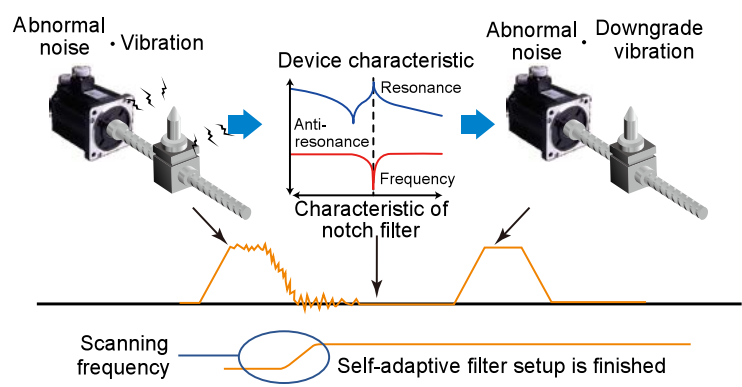 Abnormal
noise · Vibration
Device characteristic
Resonance
Anti-
resonance
Frequency
Characteristic of
notch filter
Abnormal
noise · Downgrade
vibration
Scanning
frequency
Self-adaptive filter setup is finished